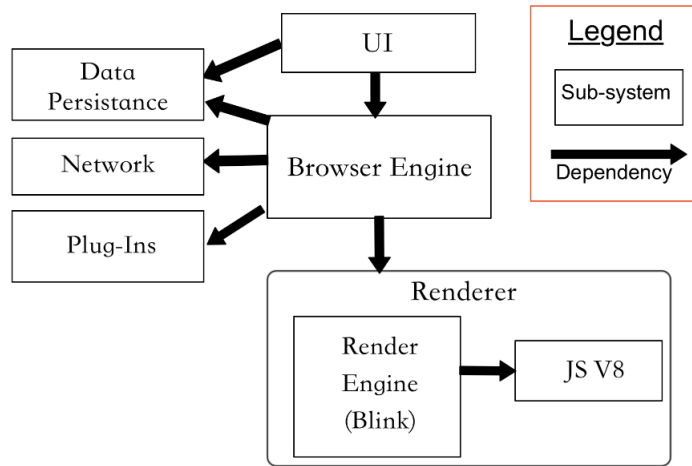 UI
Data
Persistance
Network
Plug-Ins
Browser Engine
Renderer
Render
Engine
(Blink)
JS V8
Legend
Sub-system
Dependency